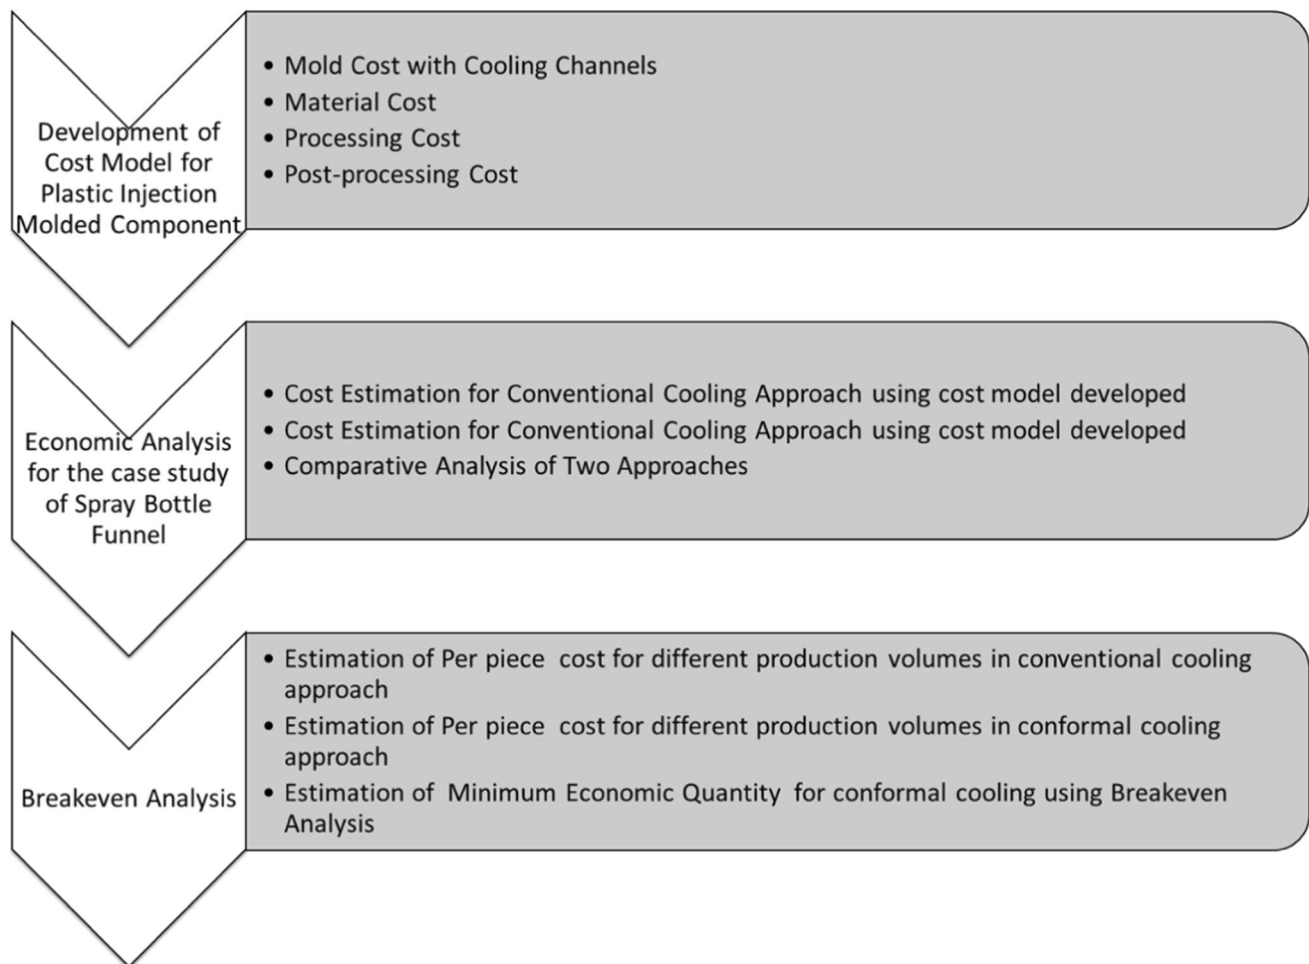 Development of
Cost Model for
Plastic Injection
Molded Component
• Mold Cost with Cooling Channels
• Material Cost
• Processing Cost
• Post-processing Cost
Economic Analysis
for the case study
of Spray Bottle
Funnel
• Cost Estimation for Conventional Cooling Approach using cost model developed
• Cost Estimation for Conventional Cooling Approach using cost model developed
• Comparative Analysis of Two Approaches
Breakeven Analysis
• Estimation of Per piece cost for different production volumes in conventional cooling
approach
• Estimation of Per piece cost for different production volumes in conformal cooling
approach
• Estimation of Minimum Economic Quantity for conformal cooling using Breakeven
Analysis